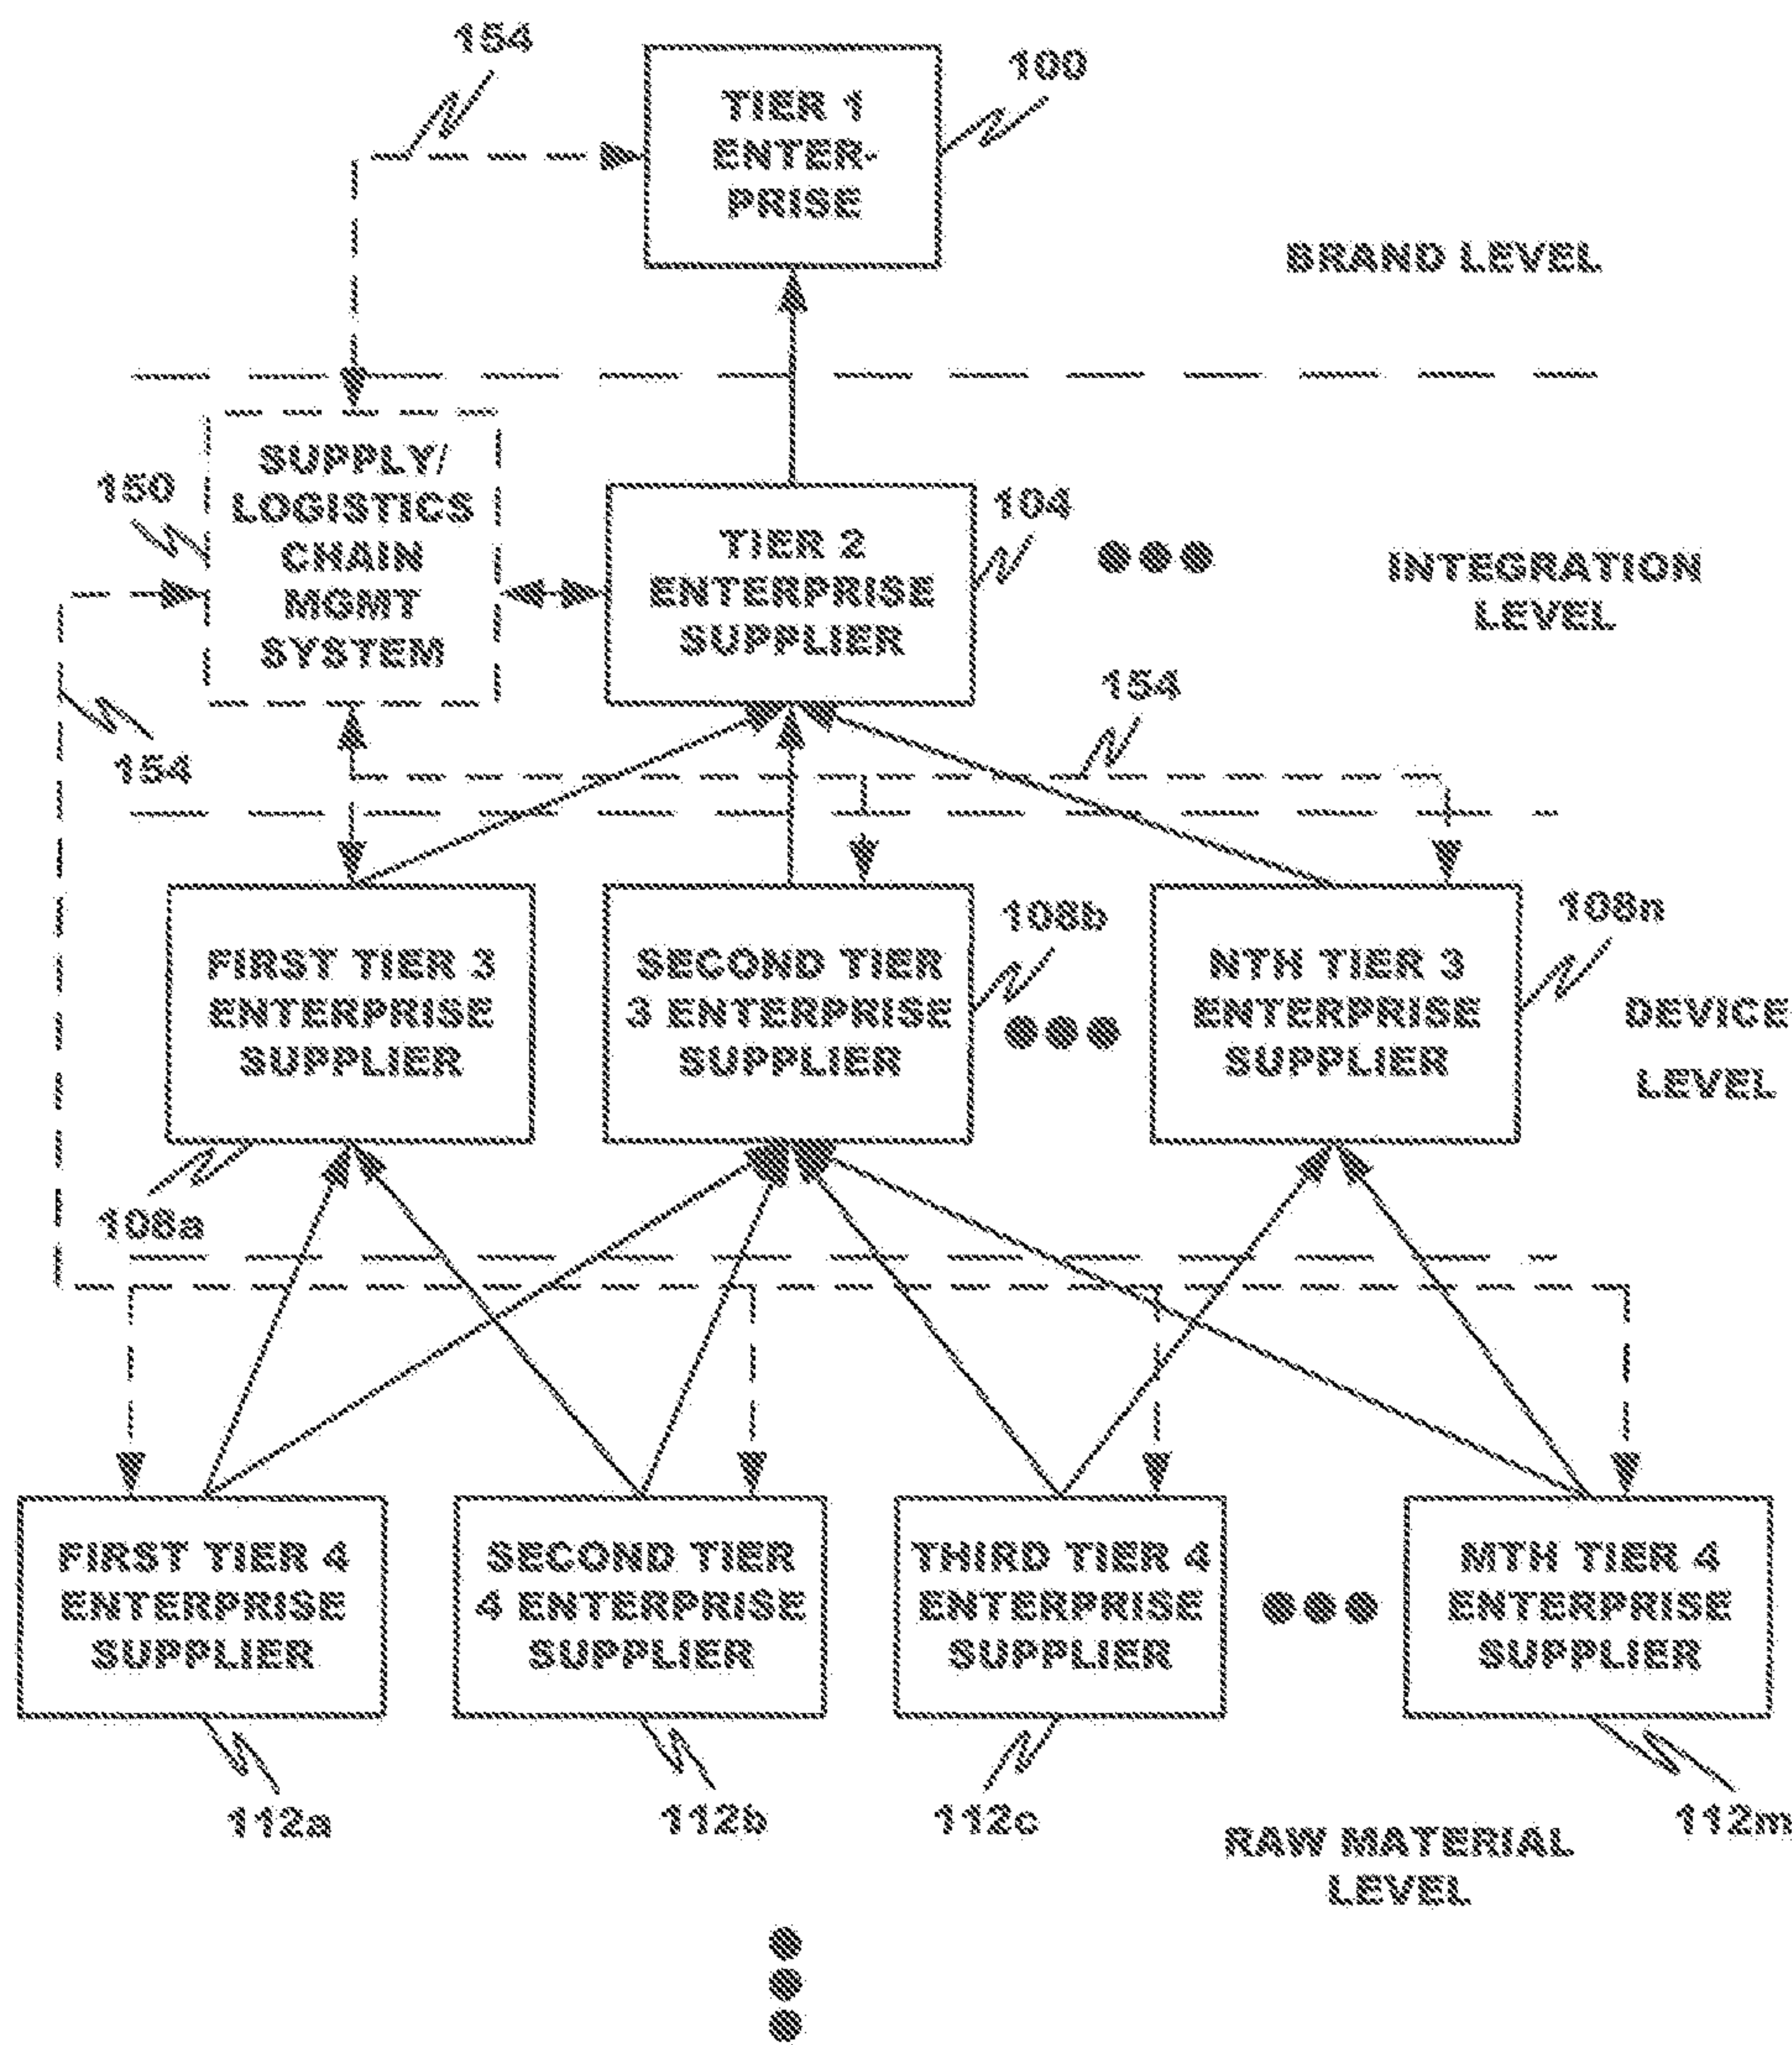 154
100
TIER 1
ENTER-
PRISE
BRAND LEVEL
SUPPLY/
LOGISTICS
CHAIN
MGMT
SYSTEM
150
TIER 2
ENTERPRISE
SUPPLIER
104
INTEGRATION
LEVEL
154
154
FIRST TIER 3
ENTERPRISE
SUPPLIER
SECOND TIER
3 ENTERPRISE
SUPPLIER
108b
NTH TIER 3
ENTERPRISE
SUPPLIER
108n
DEVICE
LEVEL
108a
FIRST TIER 4
ENTERPRISE
SUPPLIER
SECOND TIER
4 ENTERPRISE
SUPPLIER
THIRD TIER 4
ENTERPRISE
SUPPLIER
MTH TIER 4
ENTERPRISE
SUPPLIER
112a
112b
112c
112m
RAW MATERIAL
LEVEL